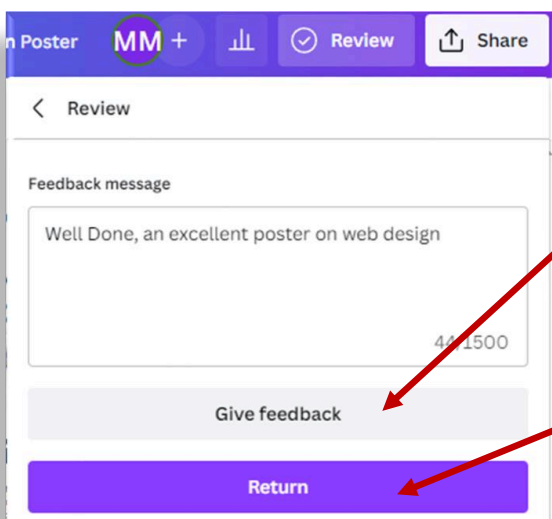 n Poster MM + Review Share
Review
Feedback message
Well Done, an excellent poster on web design
44/1500
Give feedback
Return